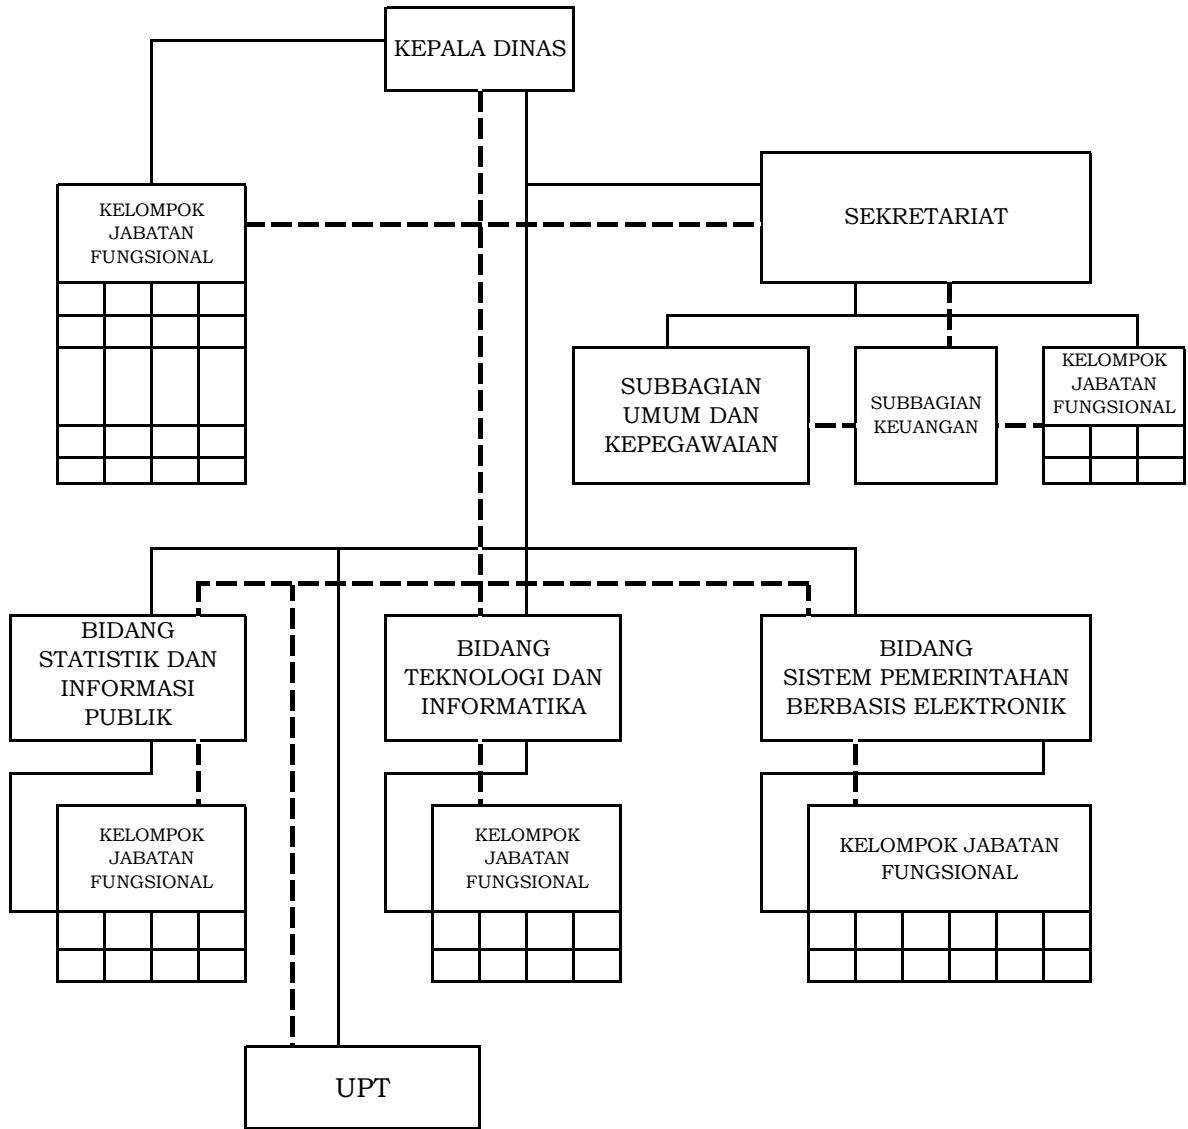 KEPALA DINAS
KELOMPOK
JABATAN
FUNGSIONAL
SEKRETARIAT
SUBBAGIAN
UMUM DAN
KEPEGAWAIAN
SUBBAGIAN
KEUANGAN
KELOMPOK
JABATAN
FUNGSIONAL
BIDANG
STATISTIK DAN
INFORMASI
PUBLIK
BIDANG
TEKNOLOGI DAN
INFORMATIKA
BIDANG
SISTEM PEMERINTAHAN
BERBASIS ELEKTRONIK
KELOMPOK
JABATAN
FUNGSIONAL
KELOMPOK
JABATAN
FUNGSIONAL
KELOMPOK JABATAN
FUNGSIONAL
UPT